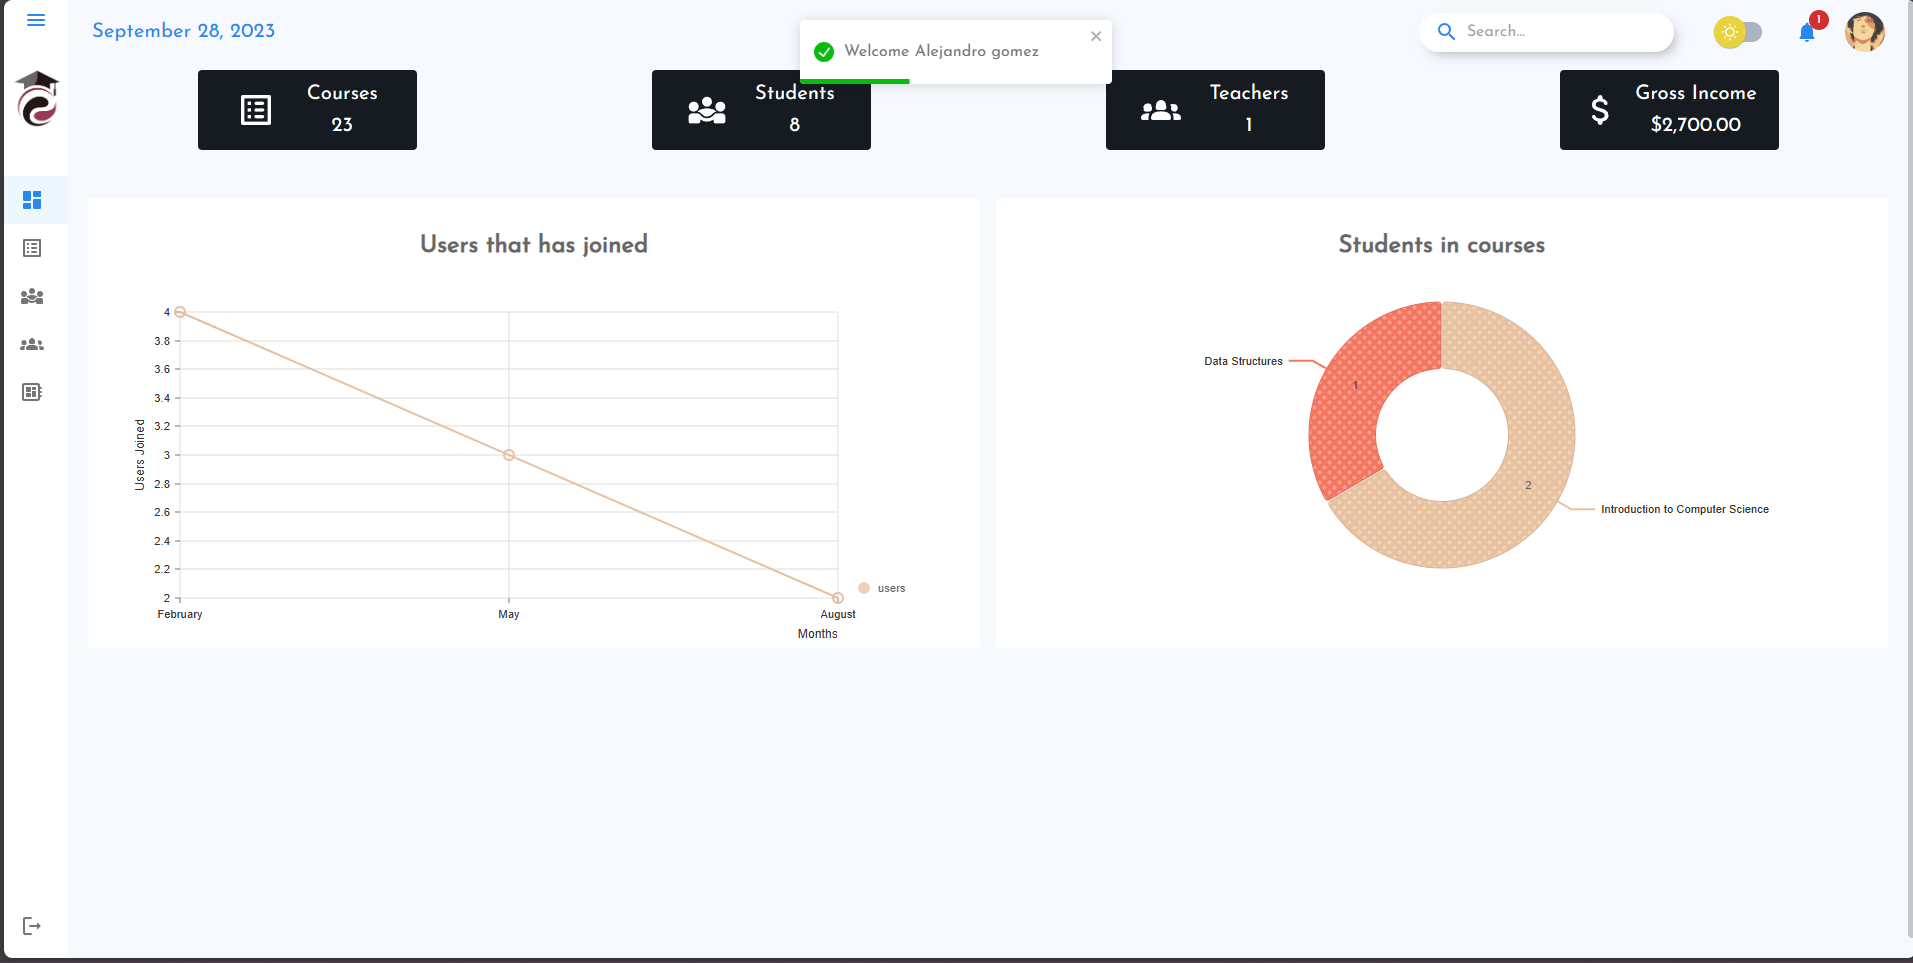 September 28, 2023
Welcome Alejandro gomez
Search...
1
Courses
23
Students
8
Teachers
1
Gross Income
$2,700.00
Users that has joined
4
3.8
3.6
3.4
3.2
3
2.8
2.6
2.4
2.2
2
Users Joined
February
May
August
Months
users
Students in courses
Data Structures
1
2
Introduction to Computer Science